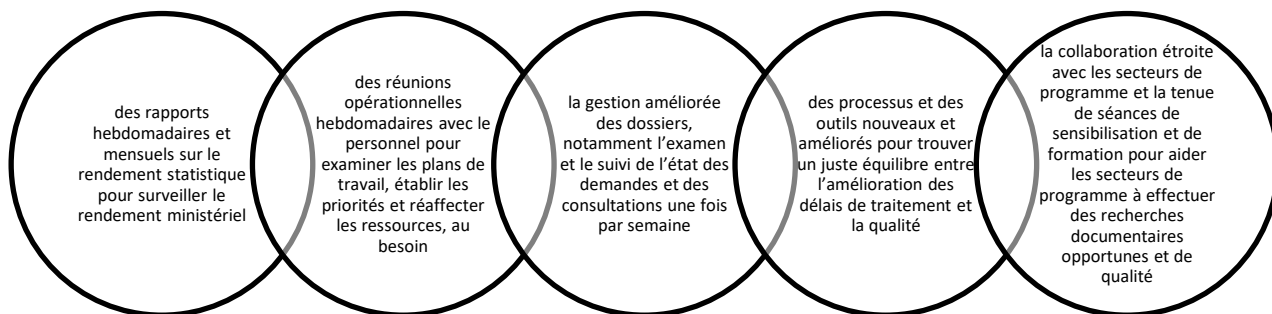 des rapports
hebdomadaires et
mensuels sur le
rendement statistique
pour surveiller le
rendement ministériel
des réunions
opérationnelles
hebdomadaires avec le
personnel pour
examiner les plans de
travail, établir les
priorités et réaffecter
les ressources, au
besoin
la gestion améliorée
des dossiers,
notamment l’examen
et le suivi de l’état des
demandes et des
consultations une fois
par semaine
des processus et des
outils nouveaux et
améliorés pour trouver
un juste équilibre entre
l’amélioration des
délais de traitement et
la qualité
la collaboration étroite
avec les secteurs de
programme et la tenue
de séances de
sensibilisation et de
formation pour aider
les secteurs de
programme à effectuer
des recherches
documentaires
opportunes et de
qualité